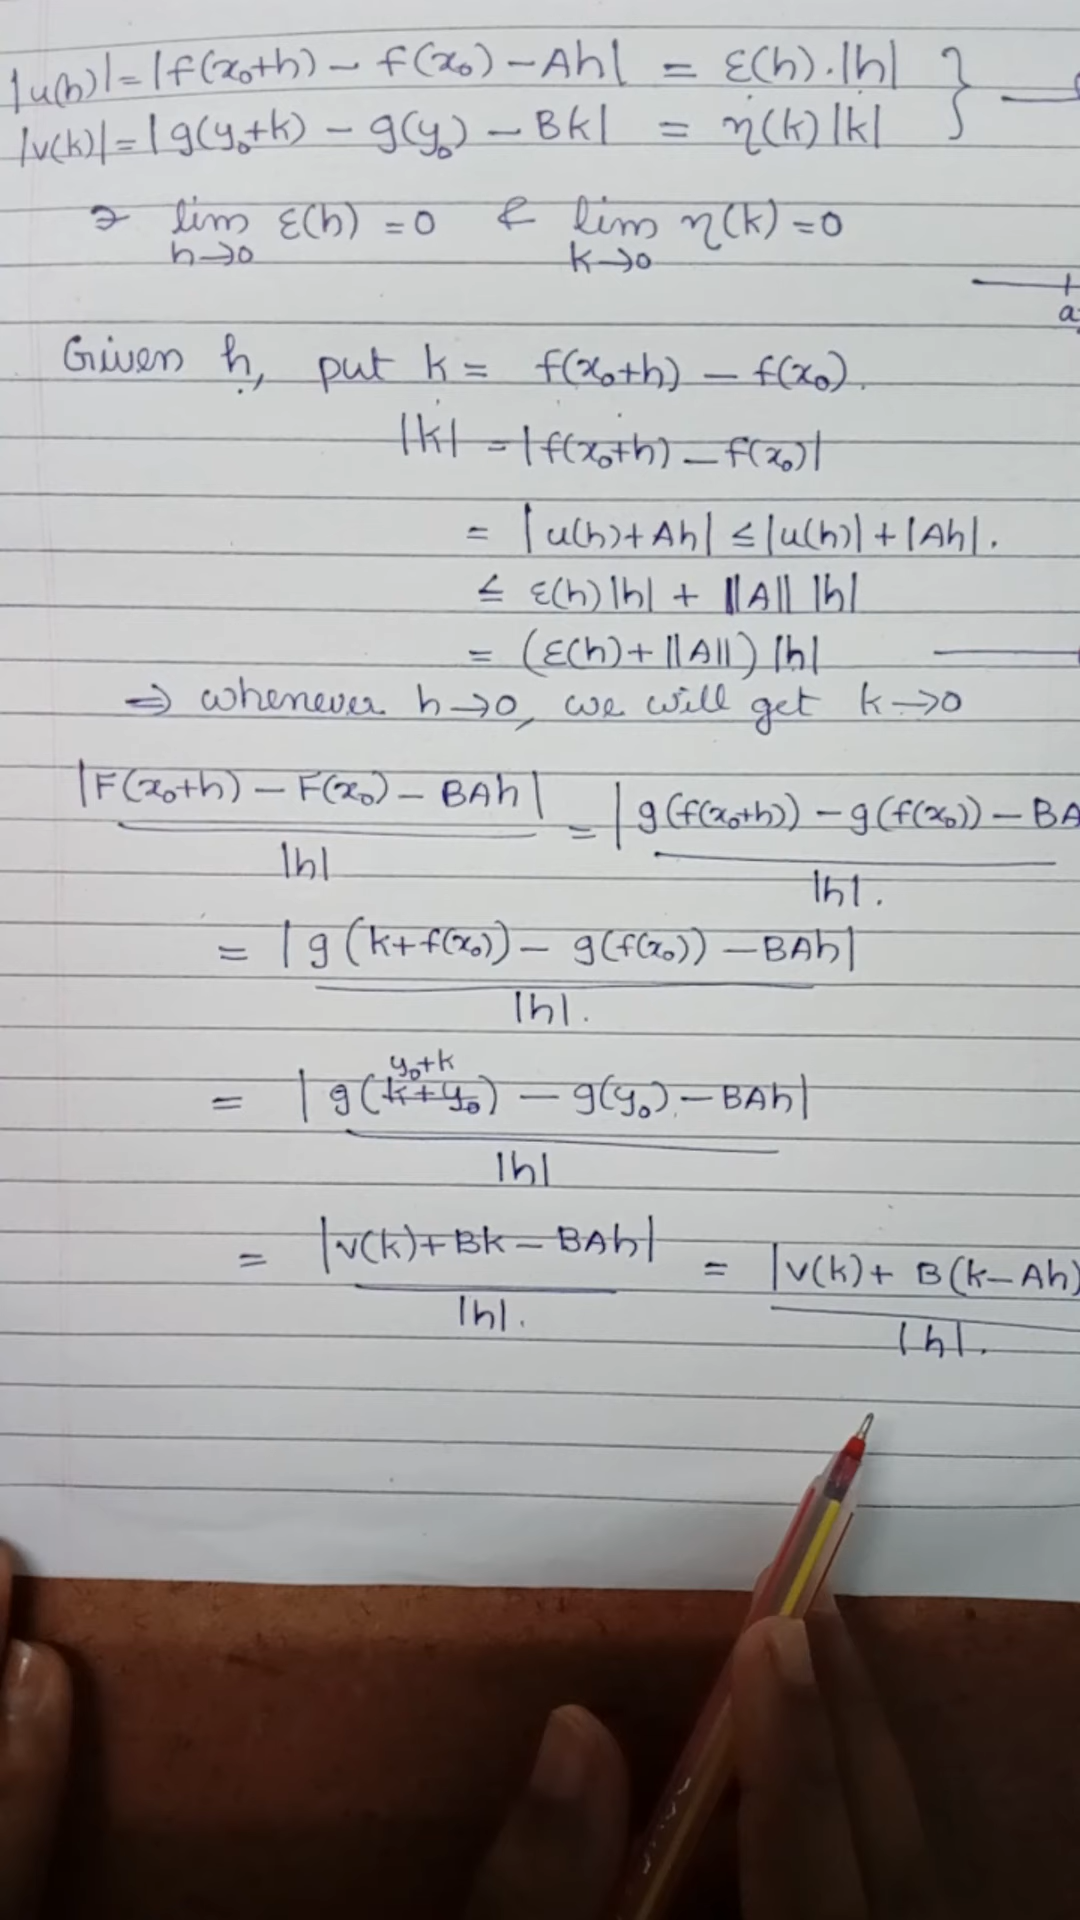 |u(h)| = |f(x₀+h) – f(x₀) – Ah| = ε(h).|h|
|v(k)| = |g(y₀+k) – g(y₀) – Bk| = η(k)|k|
∋ lim ε(h) = 0 & lim η(k) = 0
h→0 k→0
a
Given h, put k = f(x₀+h) – f(x₀).
|k| = |f(x₀+h) – f(x₀)|
= |u(h)+Ah| ≤ |u(h)| + |Ah|.
≤ ε(h)|h| + ||A|| |h|
= (ε(h)+||A||) |h|
⇒ whenever h→0, we will get k→0
|F(x₀+h) – F(x₀) – BAh| = |g(f(x₀+h)) – g(f(x₀)) – BA
|h| |h|.
= |g(k+f(x₀)) – g(f(x₀)) – BAh|
|h|.
y₀+k
= |g(k+y₀) – g(y₀) – BAh|
|h|
= |v(k)+Bk – BAh| = |v(k)+ B(k–Ah)
|h|. |h|.